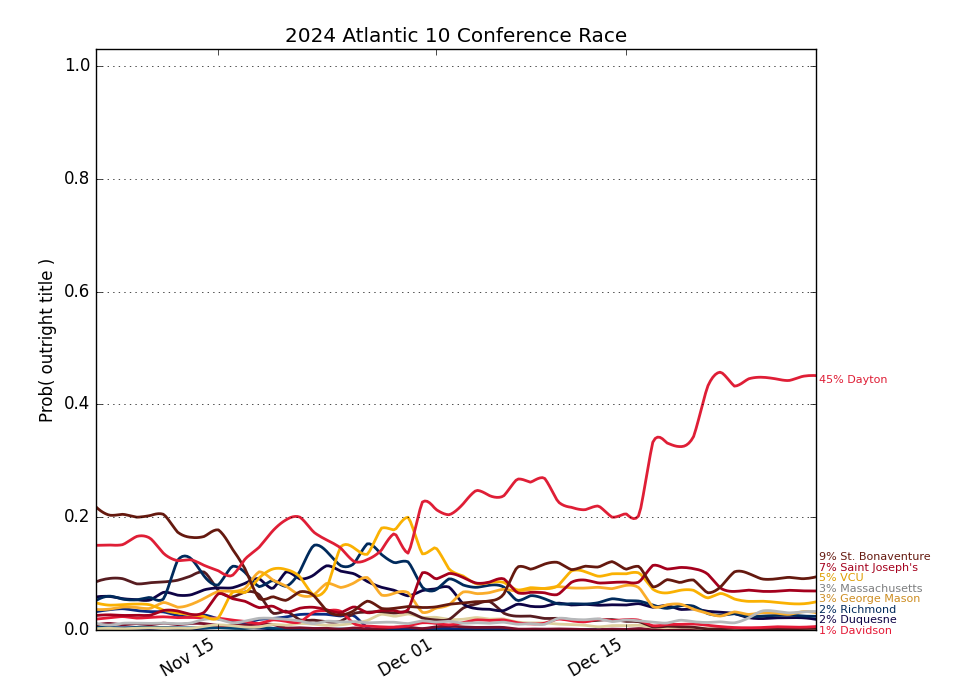 2024 Atlantic 10 Conference Race
Prob( outright title )
1.0
0.8
0.6
0.4
0.2
0.0
Nov 15
Dec 01
Dec 15
45% Dayton
9% St. Bonaventure
7% Saint Joseph's
5% VCU
3% Massachusetts
3% George Mason
2% Richmond
2% Duquesne
1% Davidson